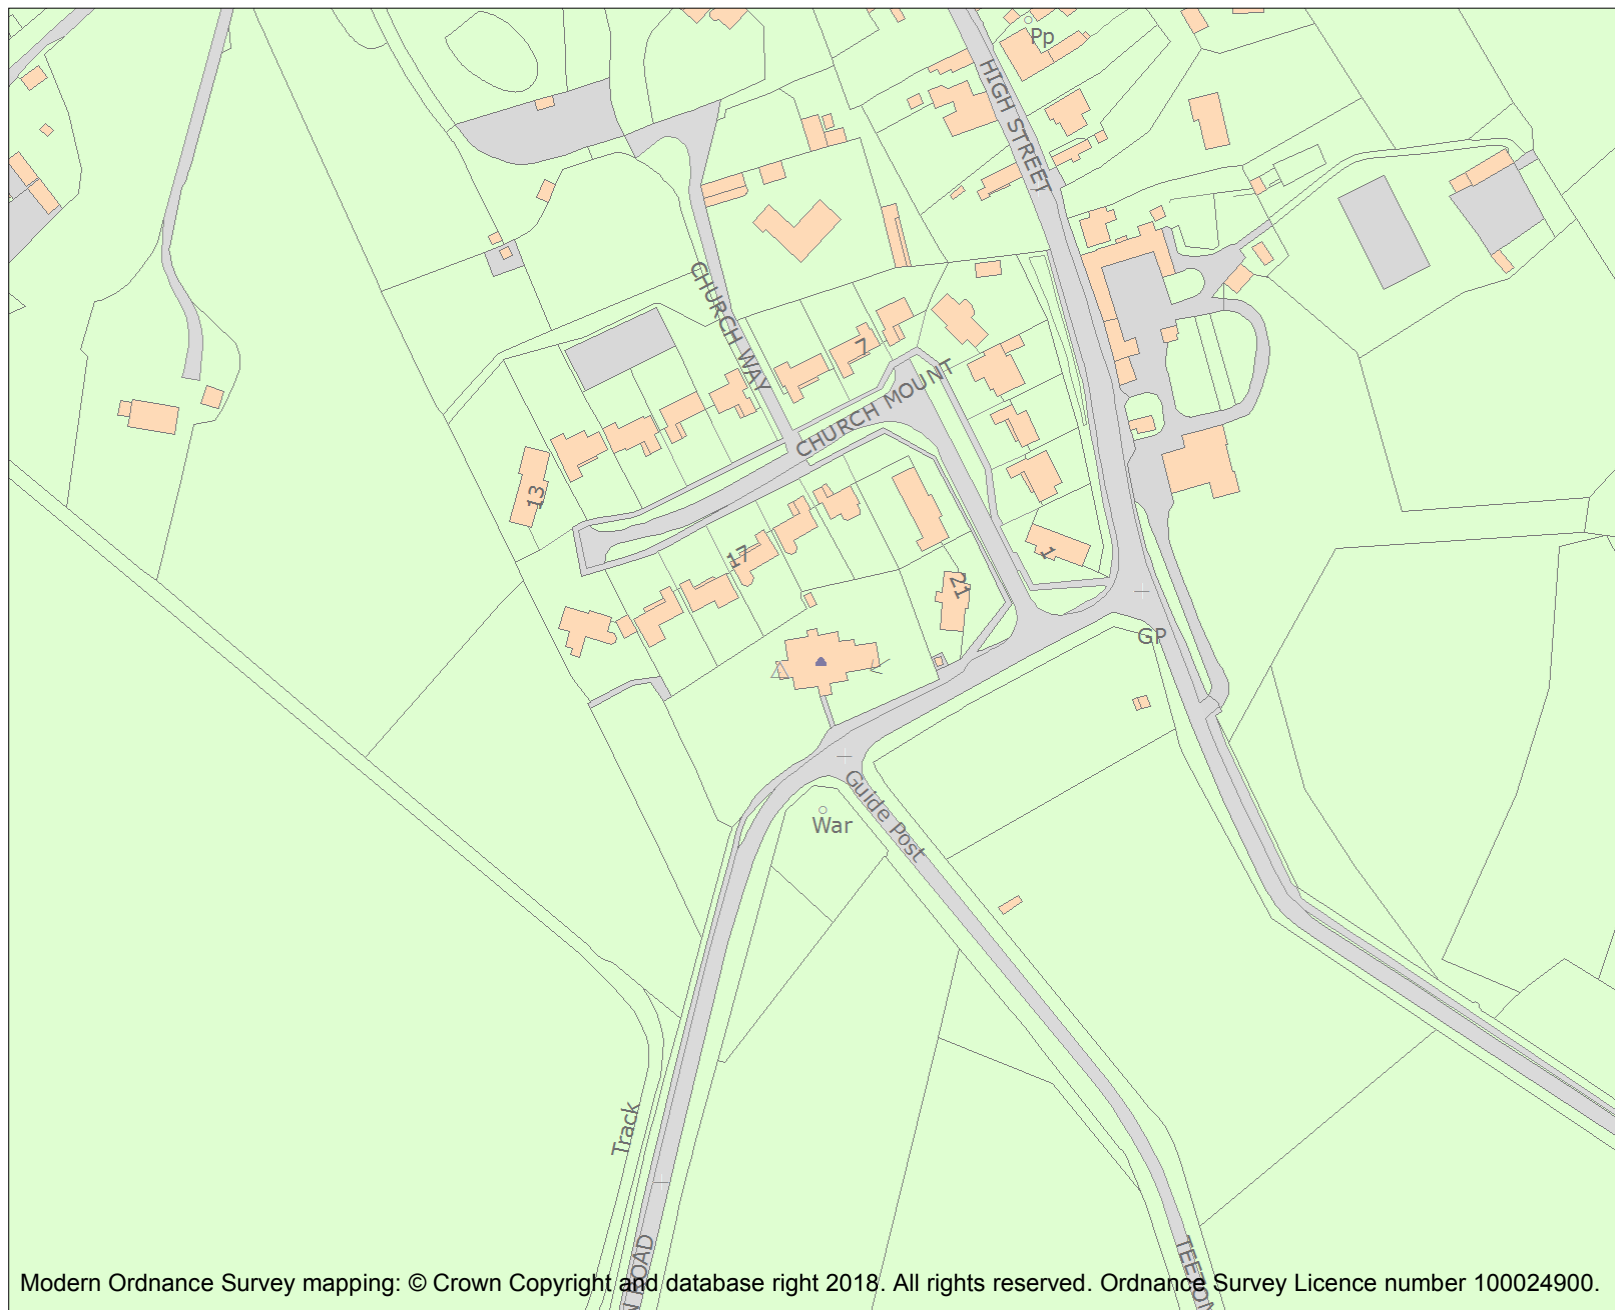 Pp
HIGH STREET
CHURCH WAY
7
CHURCH MOUNT
13
17
1
21
GP
Guide Post
War
Track
ROAD
Modern Ordnance Survey mapping: © Crown Copyright and database right 2018. All rights reserved. Ordnance Survey Licence number 100024900.